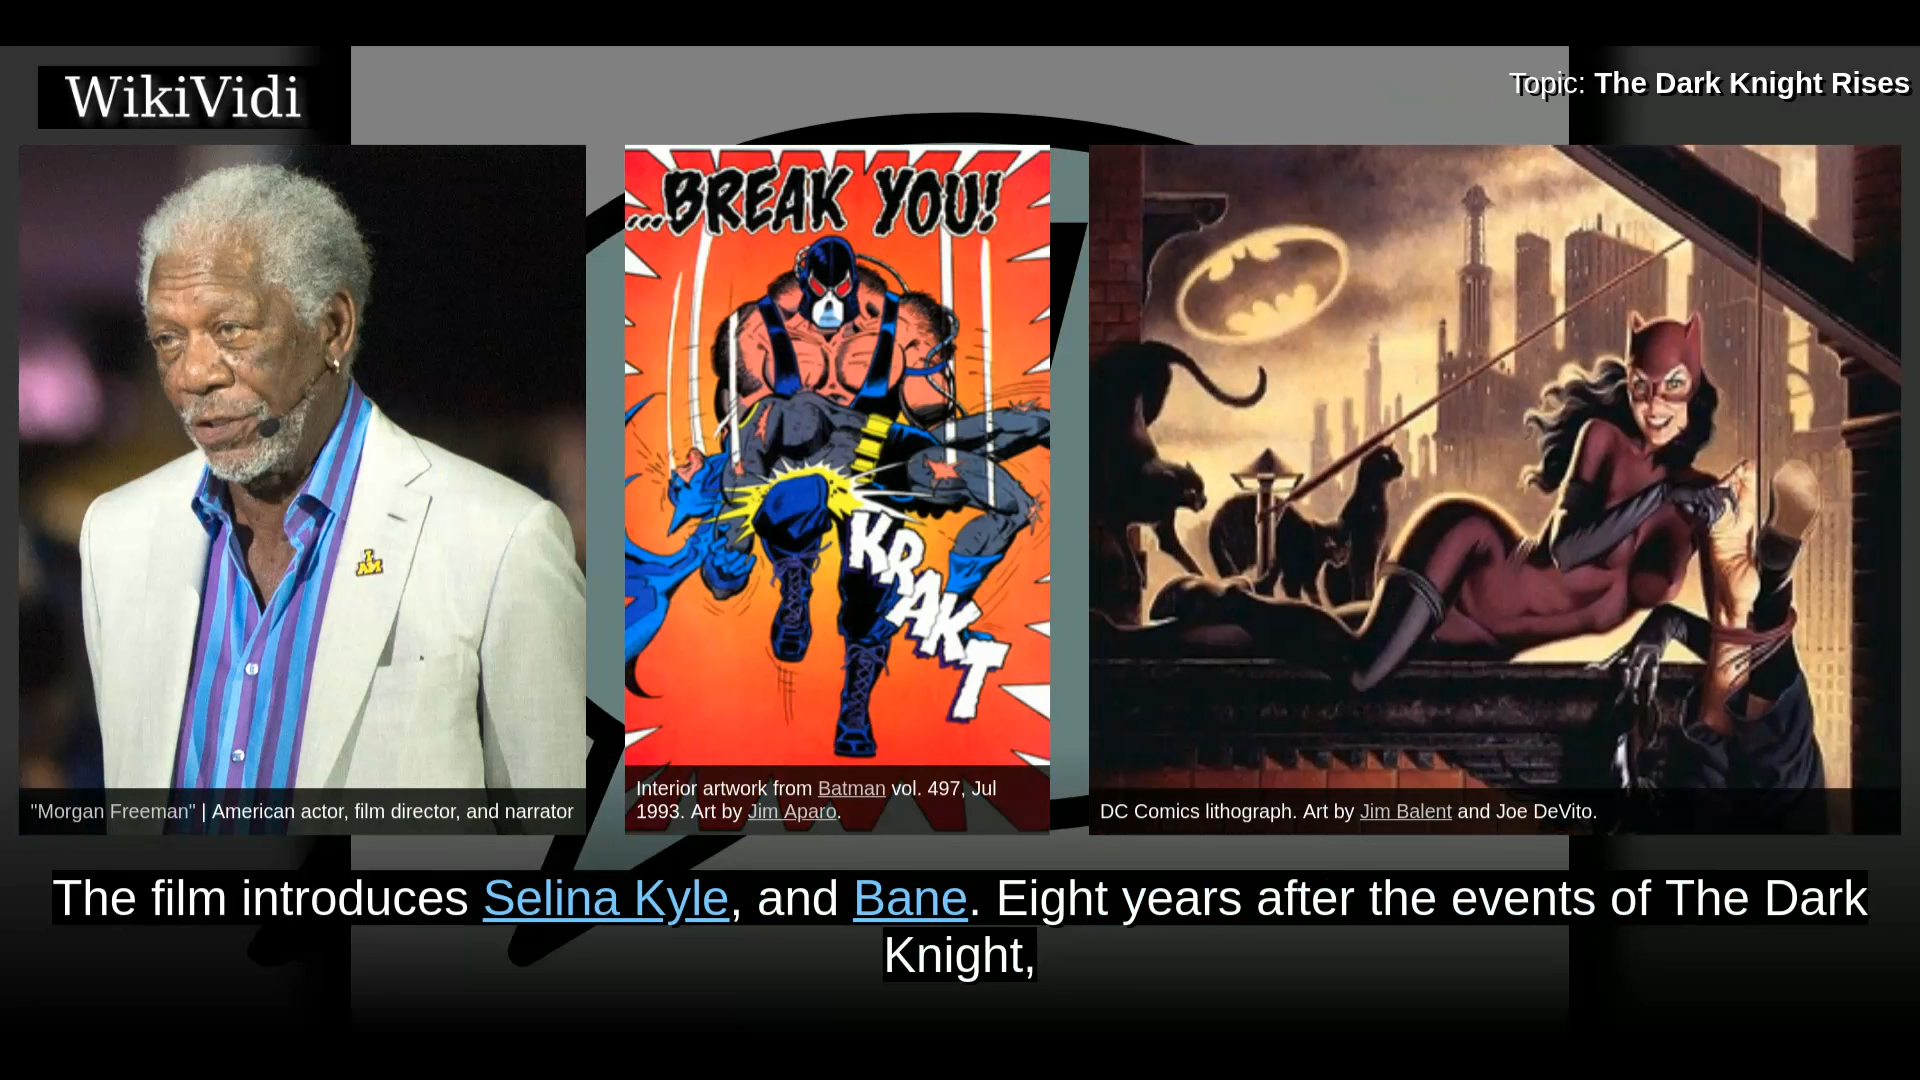 WikiVidi
Topic: The Dark Knight Rises
...BREAK YOU!
KRAKT
I AM
"Morgan Freeman" | American actor, film director, and narrator
Interior artwork from Batman vol. 497, Jul
1993. Art by Jim Aparo.
DC Comics lithograph. Art by Jim Balent and Joe DeVito.
The film introduces Selina Kyle, and Bane. Eight years after the events of The Dark
Knight,